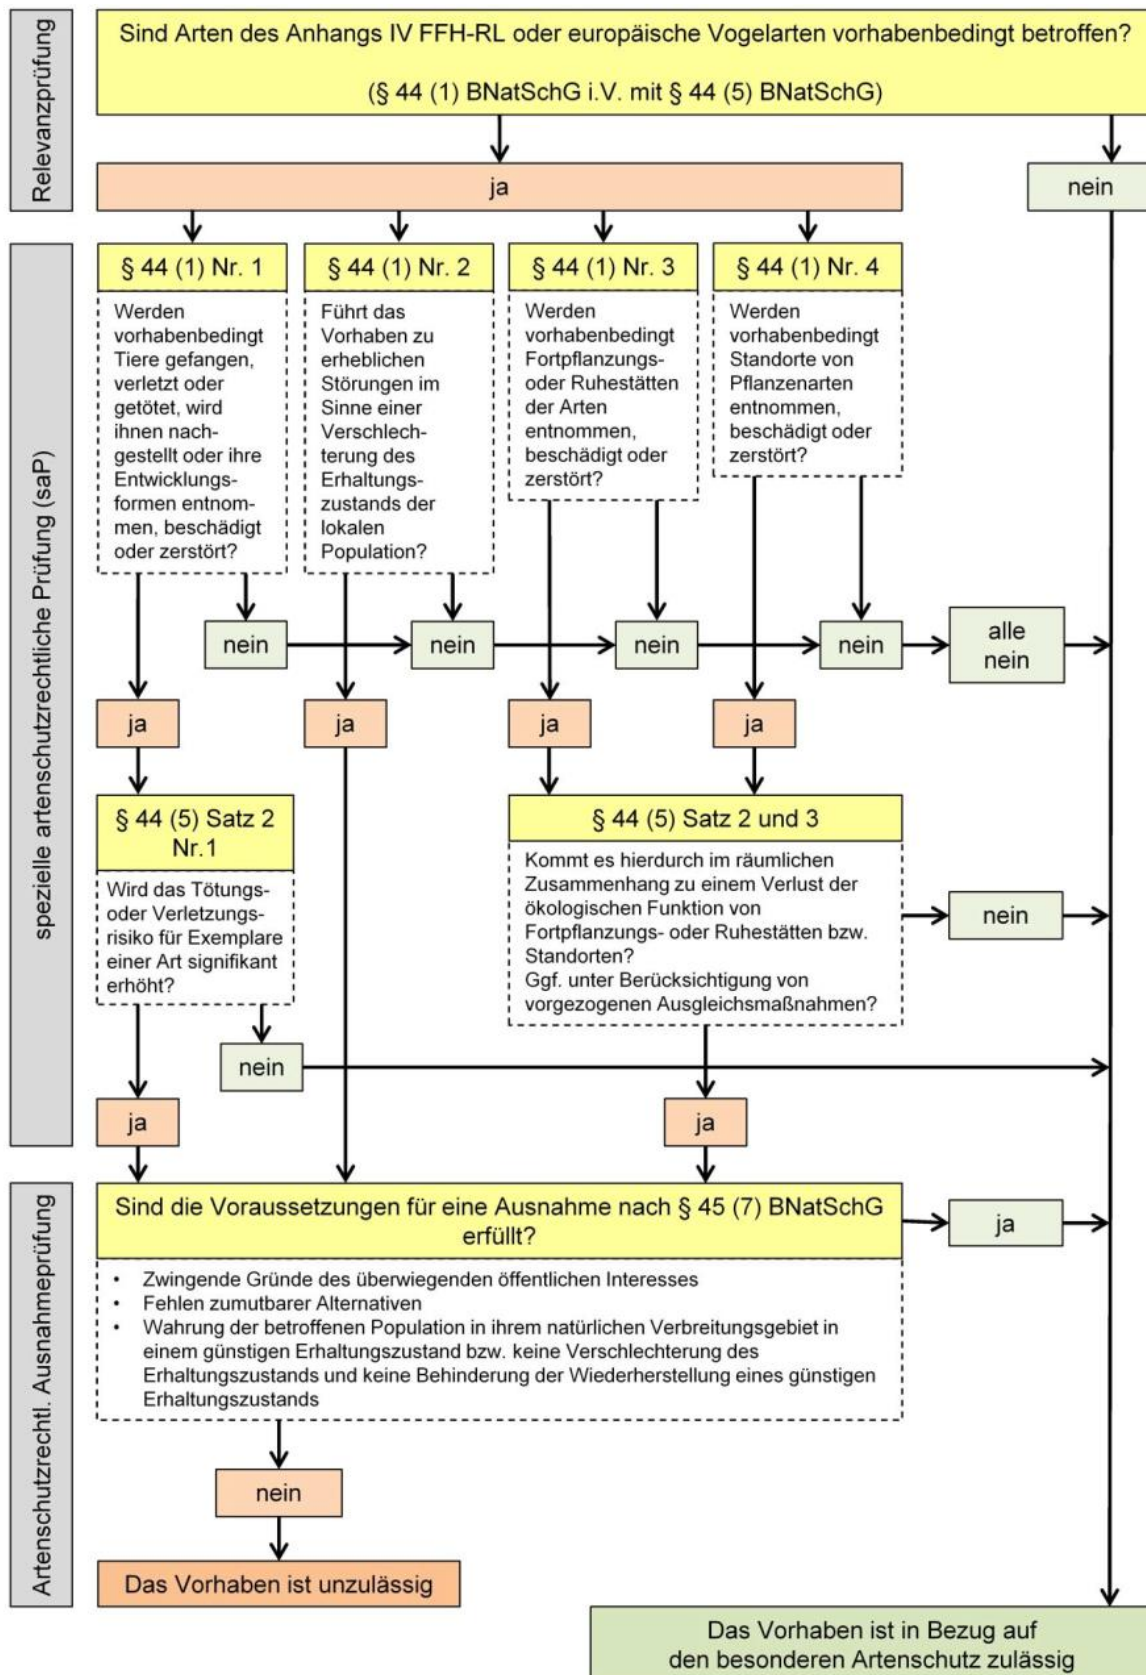 Relevanzprüfung
Sind Arten des Anhangs IV FFH-RL oder europäische Vogelarten vorhabenbedingt betroffen?
(§ 44 (1) BNatSchG i.V. mit § 44 (5) BNatSchG)
ja
nein
spezielle artenschutzrechtliche Prüfung (saP)
§ 44 (1) Nr. 1
Werden
vorhabenbedingt
Tiere gefangen,
verletzt oder
getötet, wird
ihnen nach-
gestellt oder ihre
Entwicklungs-
formen entnom-
men, beschädigt
oder zerstört?
§ 44 (1) Nr. 2
Führt das
Vorhaben zu
erheblichen
Störungen im
Sinne einer
Verschlech-
terung des
Erhaltungs-
zustands der
lokalen
Population?
§ 44 (1) Nr. 3
Werden
vorhabenbedingt
Fortpflanzungs-
oder Ruhestätten
der Arten
entnommen,
beschädigt oder
zerstört?
§ 44 (1) Nr. 4
Werden
vorhabenbedingt
Standorte von
Pflanzenarten
entnommen,
beschädigt oder
zerstört?
nein
nein
nein
nein
alle
nein
ja
ja
ja
ja
§ 44 (5) Satz 2
Nr.1
Wird das Tötungs-
oder Verletzungs-
risiko für Exemplare
einer Art signifikant
erhöht?
§ 44 (5) Satz 2 und 3
Kommt es hierdurch im räumlichen
Zusammenhang zu einem Verlust der
ökologischen Funktion von
Fortpflanzungs- oder Ruhestätten bzw.
Standorten?
Ggf. unter Berücksichtigung von
vorgezogenen Ausgleichsmaßnahmen?
nein
nein
ja
ja
Artenschutzrechtl. Ausnahmeprüfung
Sind die Voraussetzungen für eine Ausnahme nach § 45 (7) BNatSchG
erfüllt?
• Zwingende Gründe des überwiegenden öffentlichen Interesses
• Fehlen zumutbarer Alternativen
• Wahrung der betroffenen Population in ihrem natürlichen Verbreitungsgebiet in
einem günstigen Erhaltungszustand bzw. keine Verschlechterung des
Erhaltungszustands und keine Behinderung der Wiederherstellung eines günstigen
Erhaltungszustands
ja
nein
Das Vorhaben ist unzulässig
Das Vorhaben ist in Bezug auf
den besonderen Artenschutz zulässig